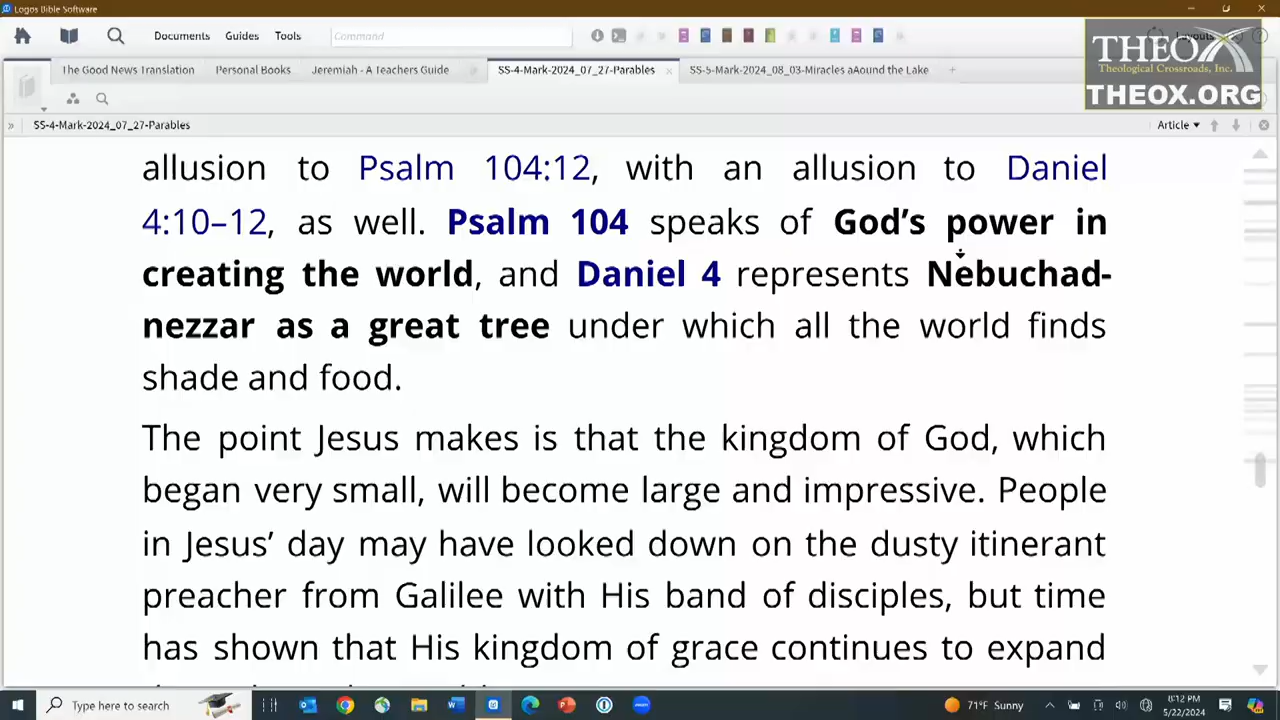 Logos Bible Software
Documents Guides Tools Command
THEOX
Theological Crossroads, Inc.
THEOX.ORG
The Good News Translation Personal Books Jeremiah - A Teachers Guide SS-4-Mark-2024_07_27-Parables SS-5-Mark-2024_08_03-Miracles aAound the Lake
SS-4-Mark-2024_07_27-Parables Article
allusion to Psalm 104:12, with an allusion to Daniel
4:10–12, as well. Psalm 104 speaks of God’s power in
creating the world, and Daniel 4 represents Nebuchad-
nezzar as a great tree under which all the world finds
shade and food.
The point Jesus makes is that the kingdom of God, which
began very small, will become large and impressive. People
in Jesus’ day may have looked down on the dusty itinerant
preacher from Galilee with His band of disciples, but time
has shown that His kingdom of grace continues to expand
Type here to search 71°F Sunny 8:12 PM
5/22/2024